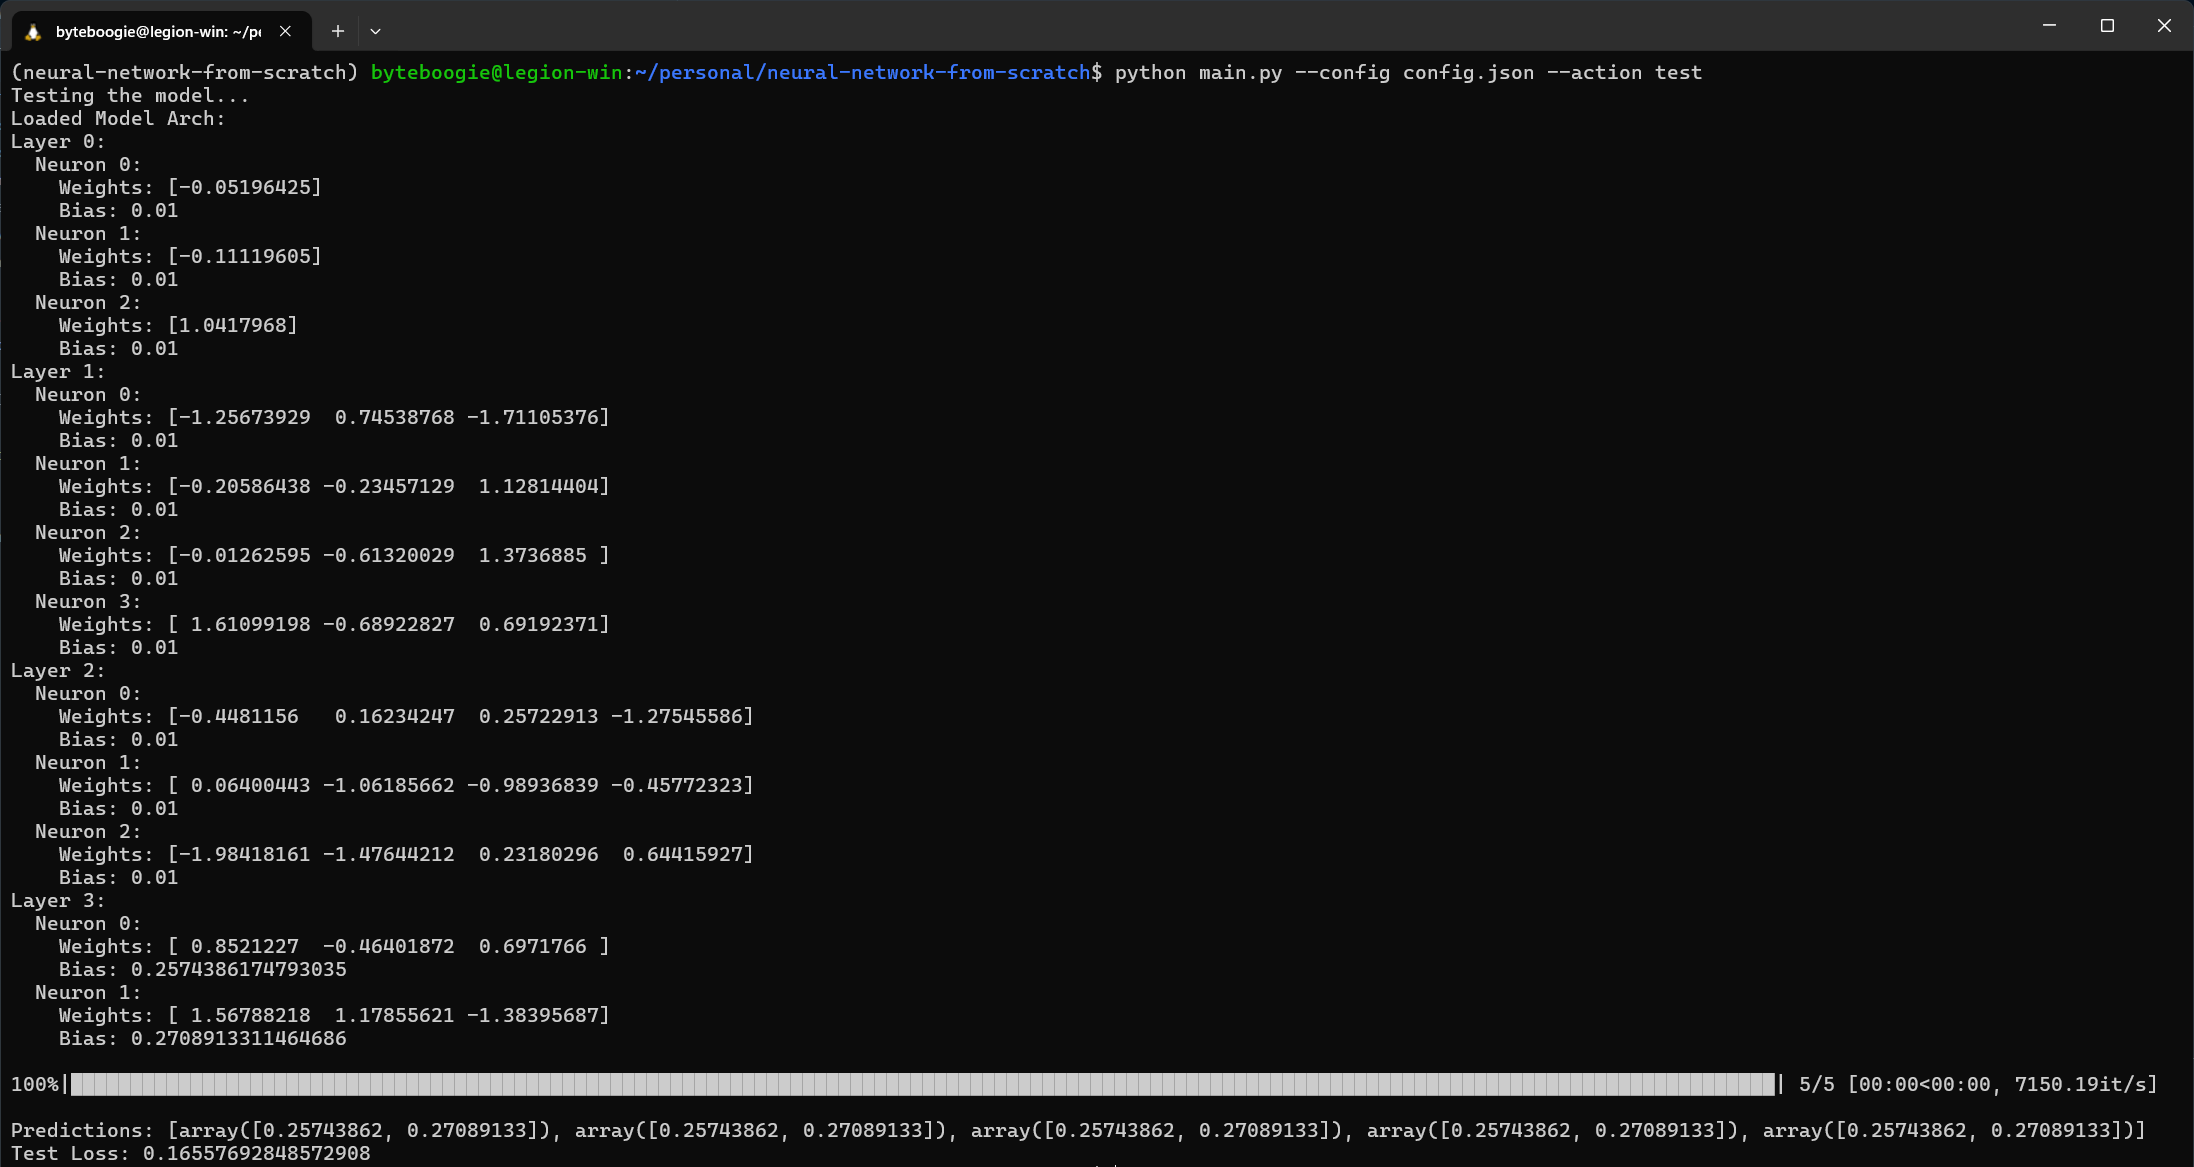 byteboogie@legion-win: ~/pe
(neural-network-from-scratch) byteboogie@legion-win:~/personal/neural-network-from-scratch$ python main.py --config config.json --action test
Testing the model...
Loaded Model Arch:
Layer 0:
  Neuron 0:
    Weights: [-0.05196425]
    Bias: 0.01
  Neuron 1:
    Weights: [-0.11119605]
    Bias: 0.01
  Neuron 2:
    Weights: [1.0417968]
    Bias: 0.01
Layer 1:
  Neuron 0:
    Weights: [-1.25673929  0.74538768 -1.71105376]
    Bias: 0.01
  Neuron 1:
    Weights: [-0.20586438 -0.23457129  1.12814404]
    Bias: 0.01
  Neuron 2:
    Weights: [-0.01262595 -0.61320029  1.3736885 ]
    Bias: 0.01
  Neuron 3:
    Weights: [ 1.61099198 -0.68922827  0.69192371]
    Bias: 0.01
Layer 2:
  Neuron 0:
    Weights: [-0.4481156   0.16234247  0.25722913 -1.27545586]
    Bias: 0.01
  Neuron 1:
    Weights: [ 0.06400443 -1.06185662 -0.98936839 -0.45772323]
    Bias: 0.01
  Neuron 2:
    Weights: [-1.98418161 -1.47644212  0.23180296  0.64415927]
    Bias: 0.01
Layer 3:
  Neuron 0:
    Weights: [ 0.8521227  -0.46401872  0.6971766 ]
    Bias: 0.2574386174793035
  Neuron 1:
    Weights: [ 1.56788218  1.17855621 -1.38395687]
    Bias: 0.2708913311464686
100%| | 5/5 [00:00<00:00, 7150.19it/s]
Predictions: [array([0.25743862, 0.27089133]), array([0.25743862, 0.27089133]), array([0.25743862, 0.27089133]), array([0.25743862, 0.27089133]), array([0.25743862, 0.27089133])]
Test Loss: 0.16557692848572908